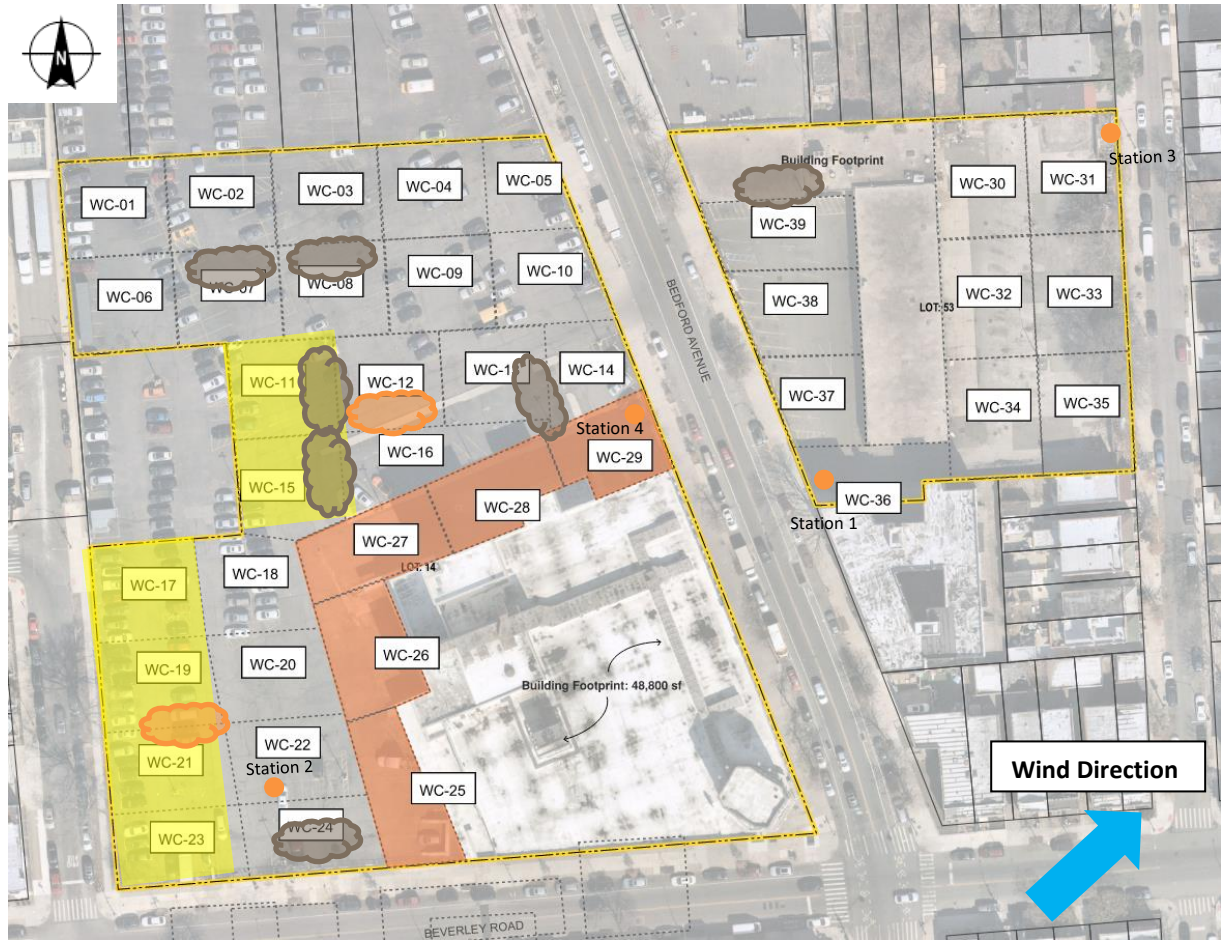 N
WC-01
WC-02
WC-03
WC-04
WC-05
WC-06
WC-07
WC-08
WC-09
WC-10
WC-11
WC-12
WC-13
WC-14
WC-15
WC-16
WC-17
WC-18
WC-19
WC-20
WC-21
WC-22
Station 2
WC-23
WC-24
WC-25
WC-26
WC-27
LOT: 14
WC-28
WC-29
Station 4
Building Footprint: 48,800 sf
BEDFORD AVENUE
BEVERLEY ROAD
Building Footprint
WC-30
WC-31
Station 3
WC-39
WC-38
LOT: 53
WC-32
WC-33
WC-37
WC-34
WC-35
WC-36
Station 1
Wind Direction